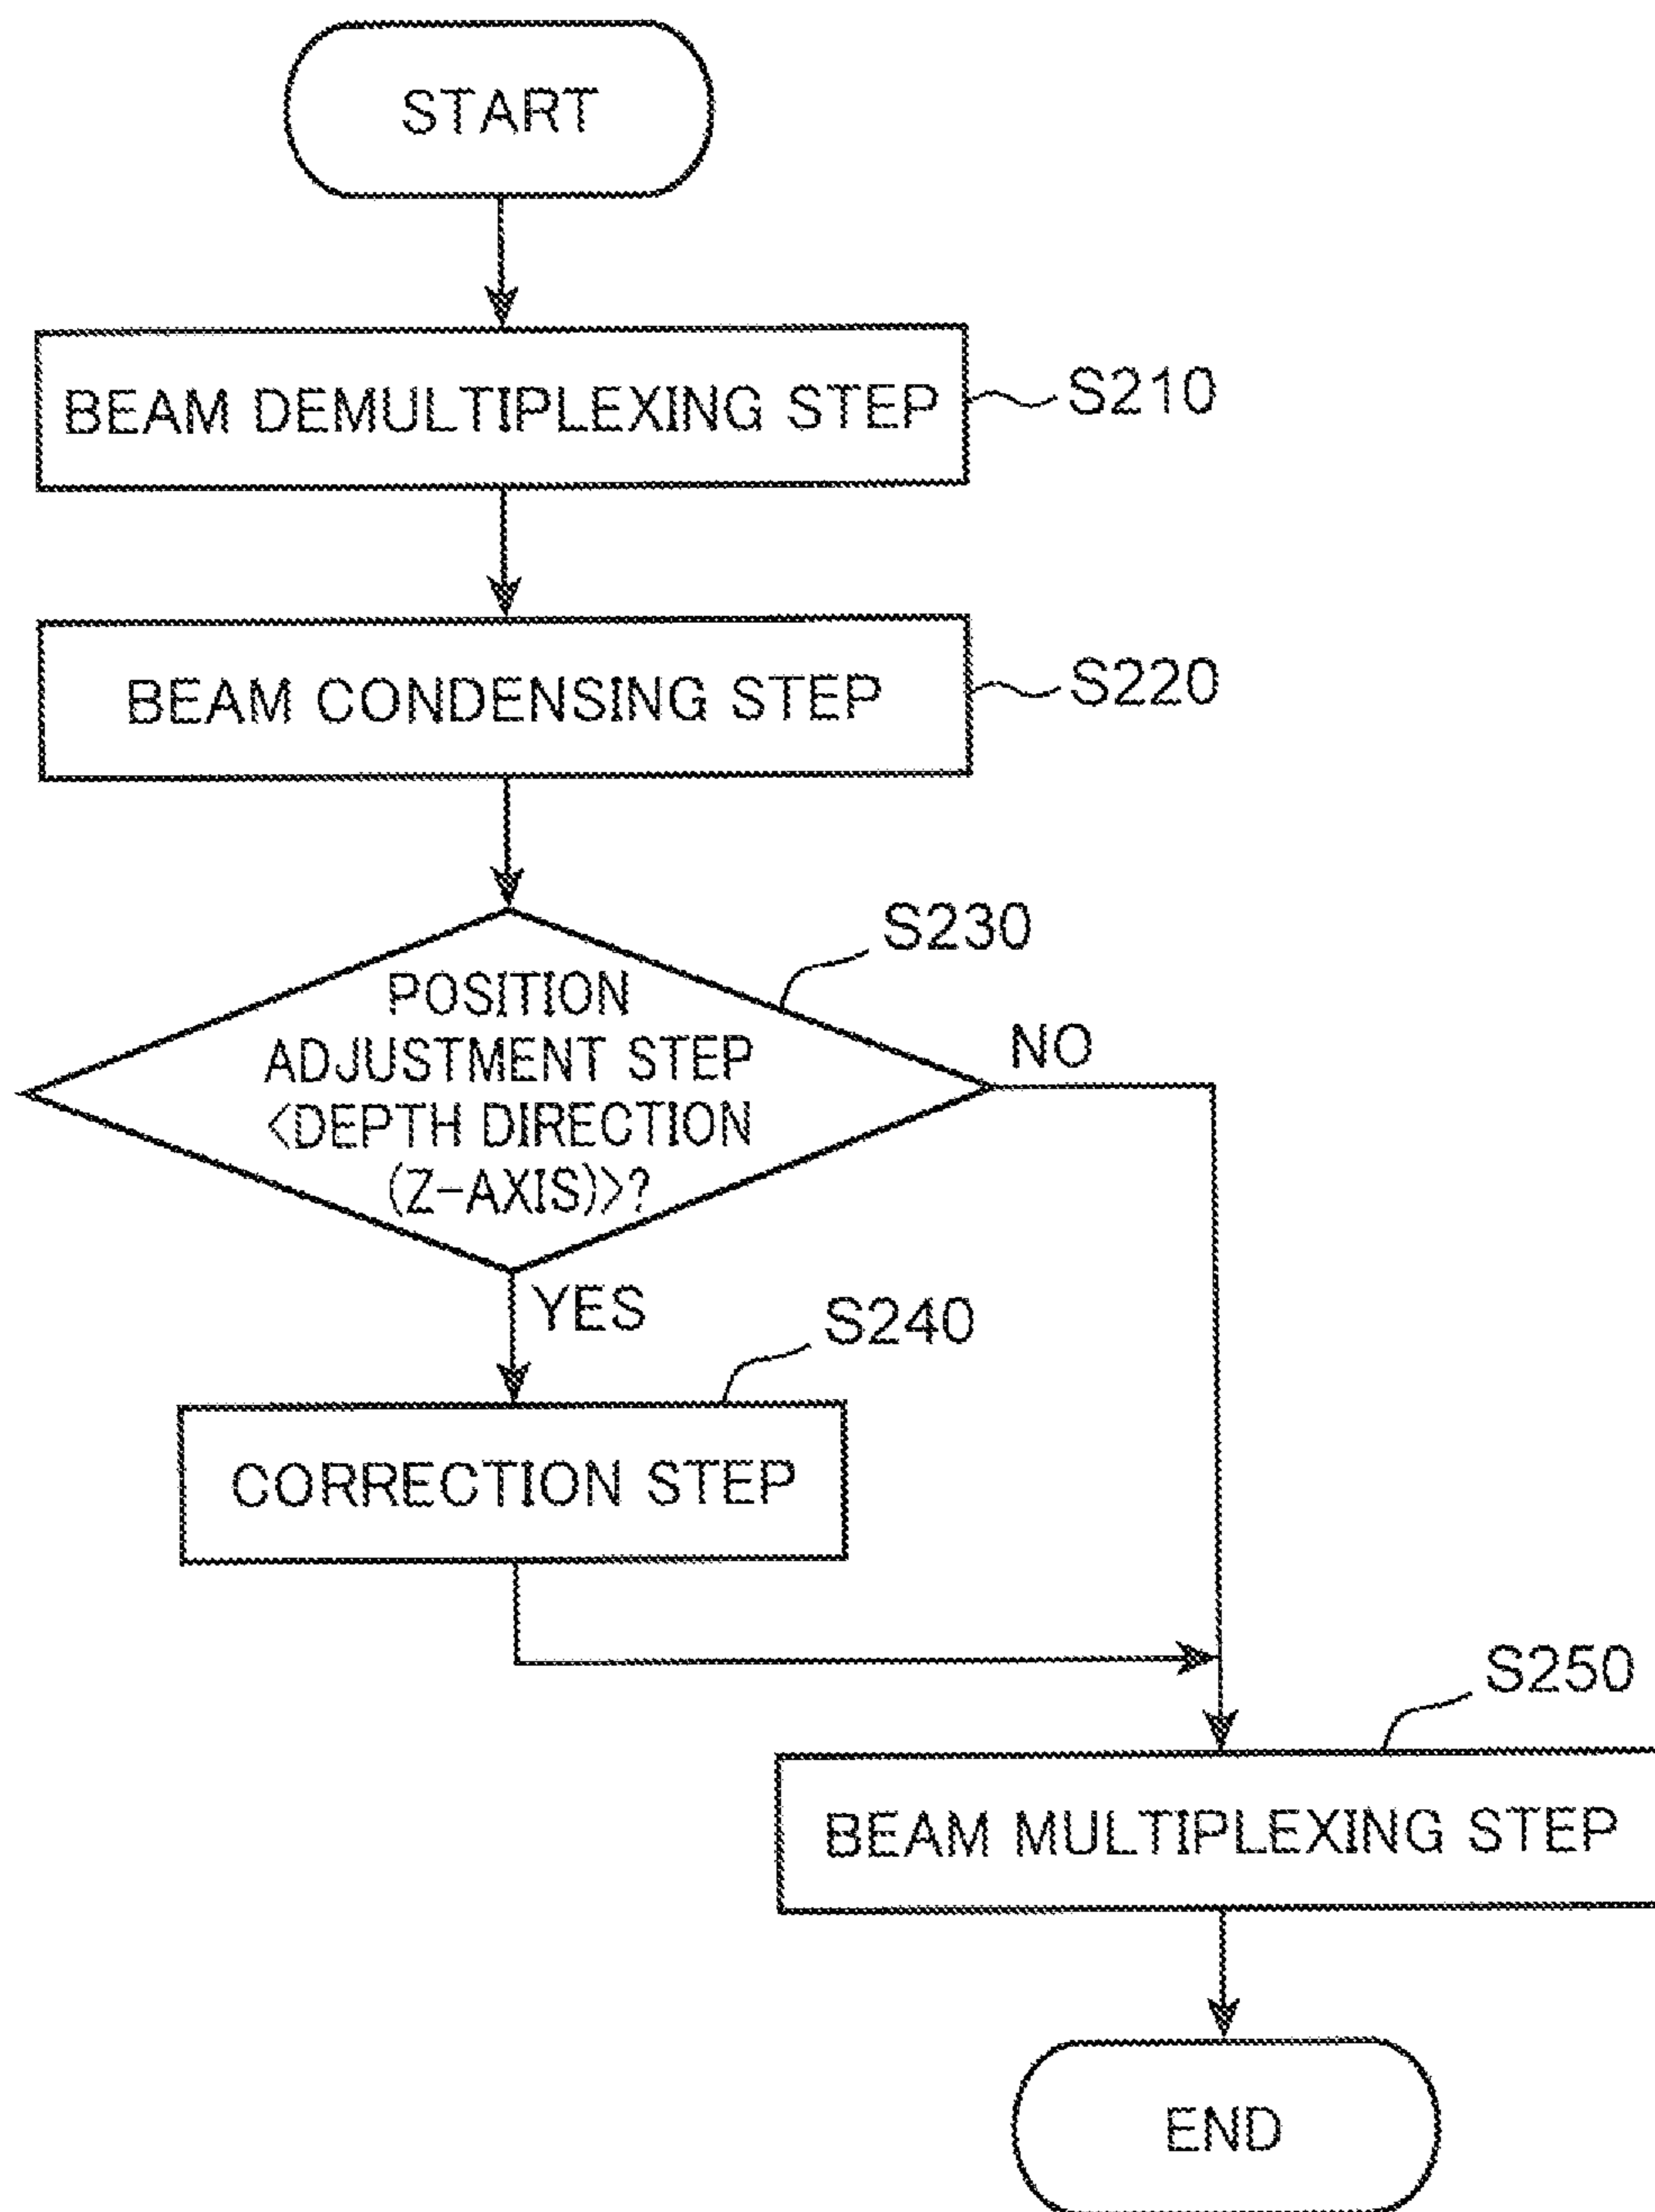 START
BEAM DEMULTIPLEXING STEP
S210
BEAM CONDENSING STEP
S220
S230
POSITION
ADJUSTMENT STEP
<DEPTH DIRECTION
(Z-AXIS)>?
NO
YES
S240
CORRECTION STEP
S250
BEAM MULTIPLEXING STEP
END